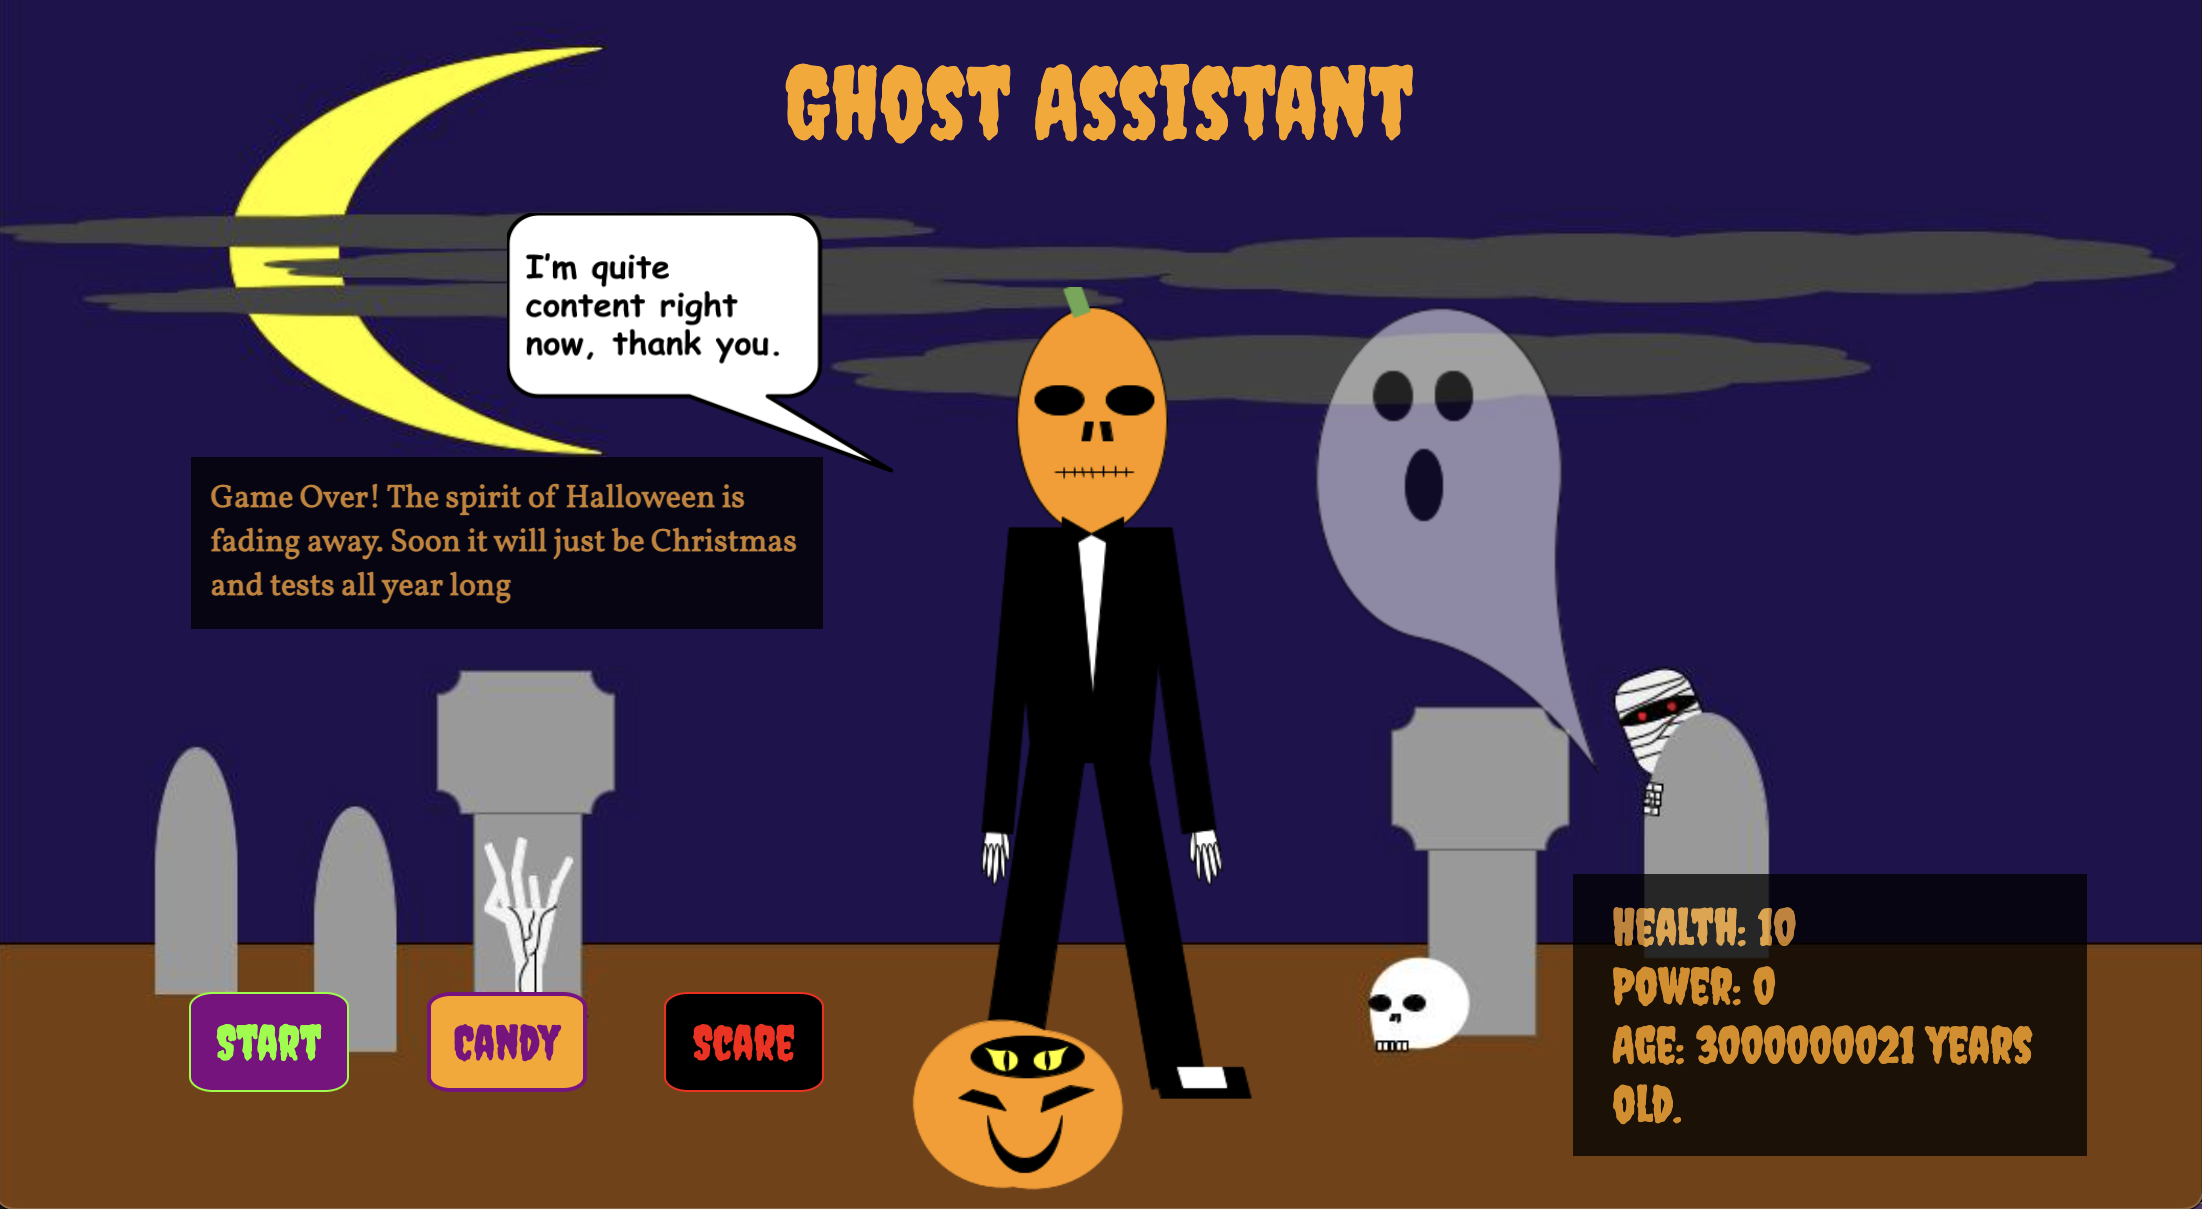 GHOST ASSISTANT
I'm quite
content right
now, thank you.
Game Over! The spirit of Halloween is
fading away. Soon it will just be Christmas
and tests all year long
START
CANDY
SCARE
HEALTH: 10
POWER: 0
AGE: 3000000021 YEARS
OLD.